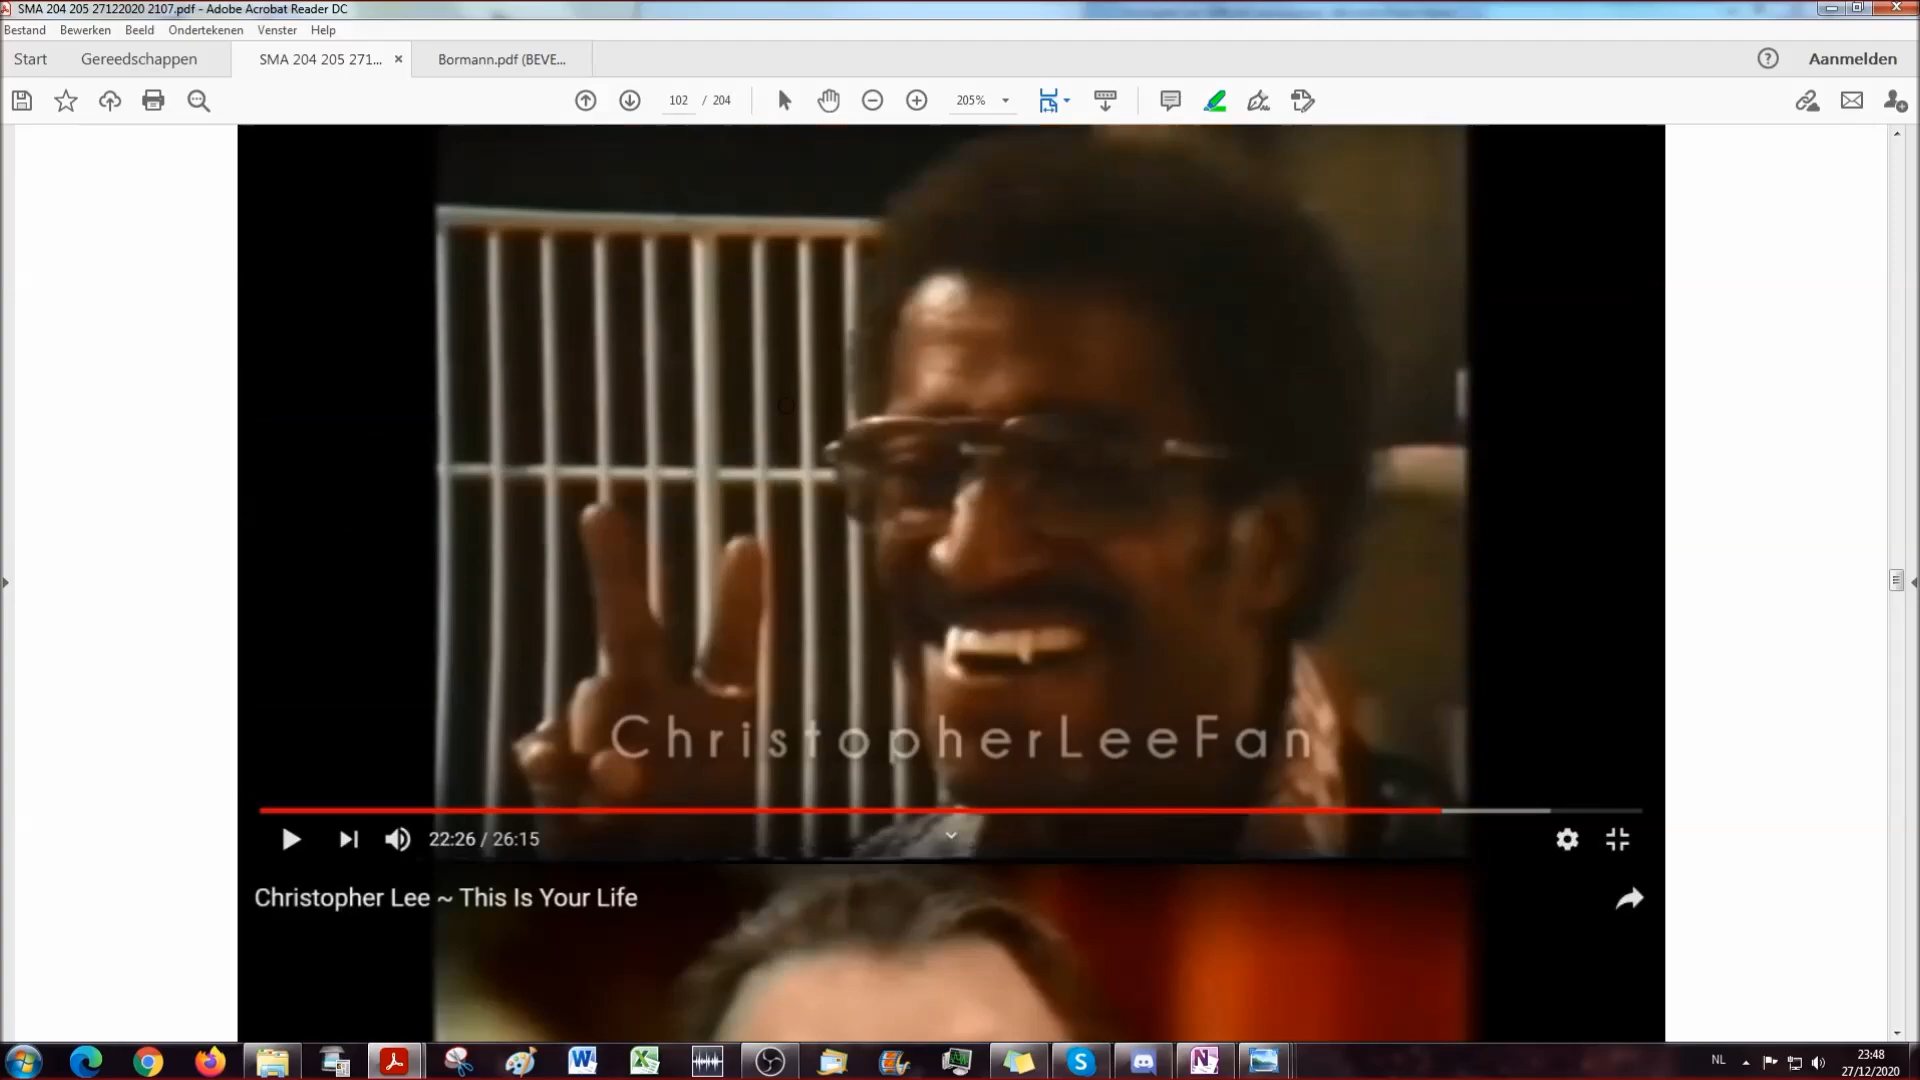 SMA 204 205 27122020 2107.pdf - Adobe Acrobat Reader DC
Bestand Bewerken Beeld Ondertekenen Venster Help
Start Gereedschappen SMA 204 205 271... × Bormann.pdf (BEVE... Aanmelden
102 / 204 205%
ChristopherLeeFan
22:26 / 26:15
Christopher Lee ~ This Is Your Life
NL 23:48
27/12/2020